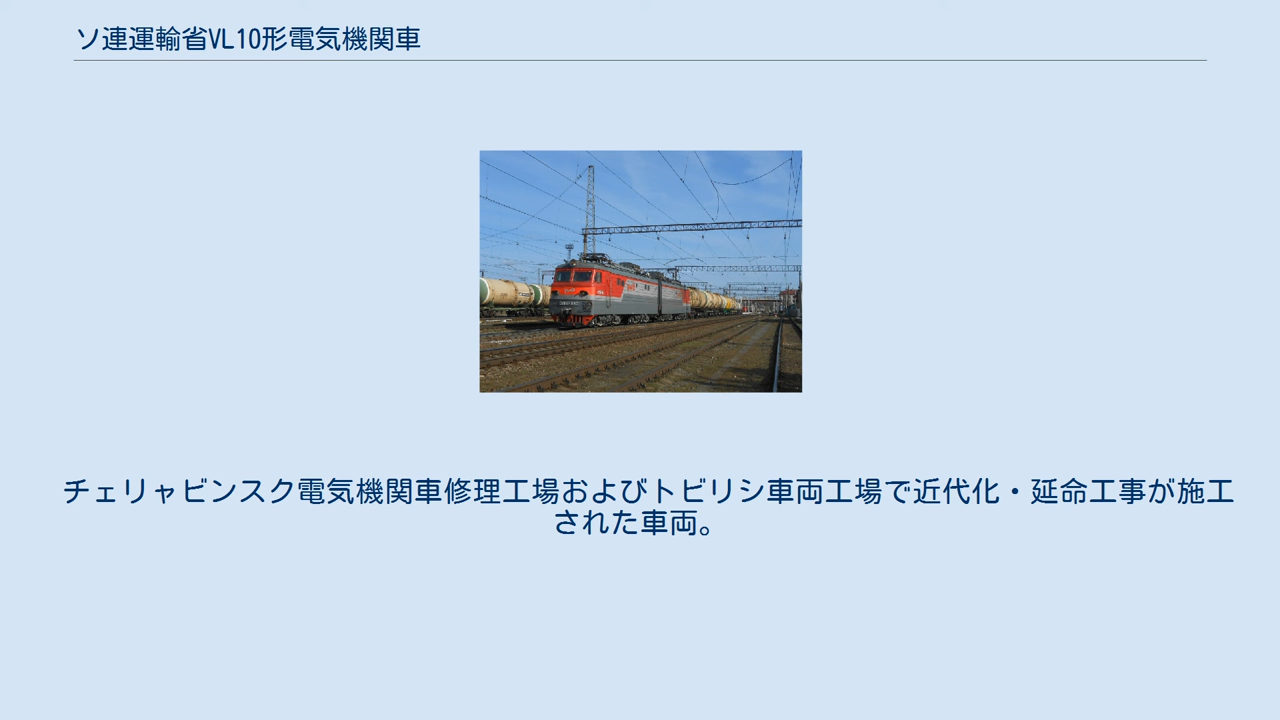 ソ連運輸省VL10形電気機関車
チェリャビンスク電気機関車修理工場およびトビリシ車両工場で近代化・延命工事が施工
された車両。